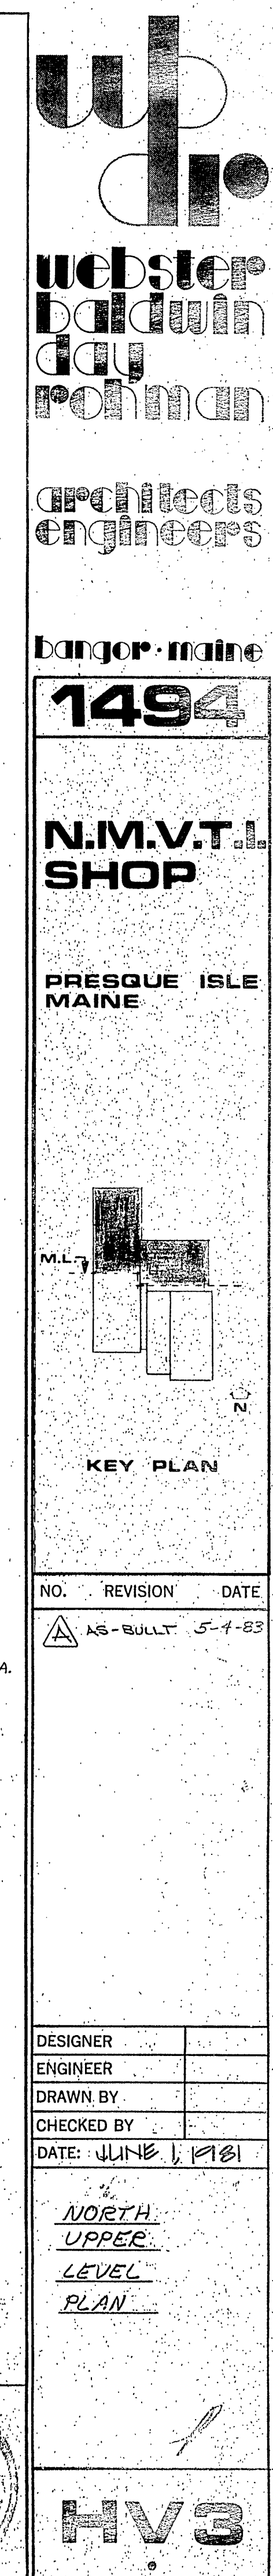 wbdr
webster
baldwin
day
rohman
architects
engineers
bangor·maine
1494
N.M.V.T.I.
SHOP
PRESQUE ISLE
MAINE
M.L.
N
KEY PLAN
NO. REVISION DATE
A AS-BUILT 5-4-83
A.
DESIGNER
ENGINEER
DRAWN BY
CHECKED BY
DATE: JUNE 1, 1981
NORTH
UPPER
LEVEL
PLAN
HV3